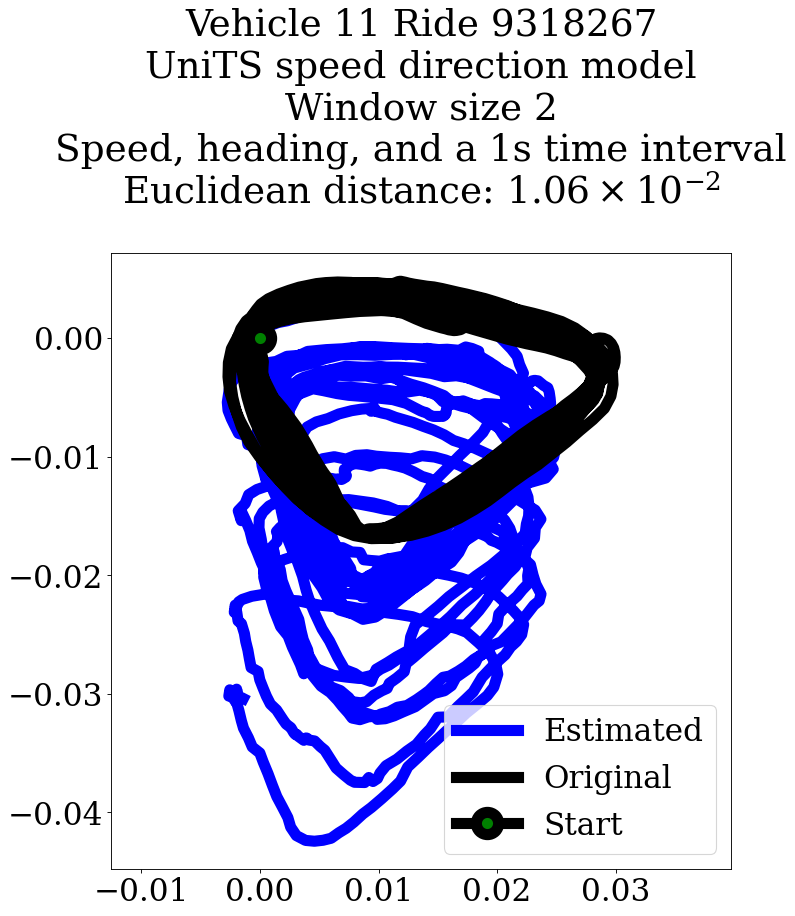 Vehicle 11 Ride 9318267
UniTS speed direction model
Window size 2
Speed, heading, and a 1s time interval
Euclidean distance: 1.06 × 10⁻²
0.00
−0.01
−0.02
−0.03
−0.04
Estimated
Original
Start
−0.01 0.00 0.01 0.02 0.03